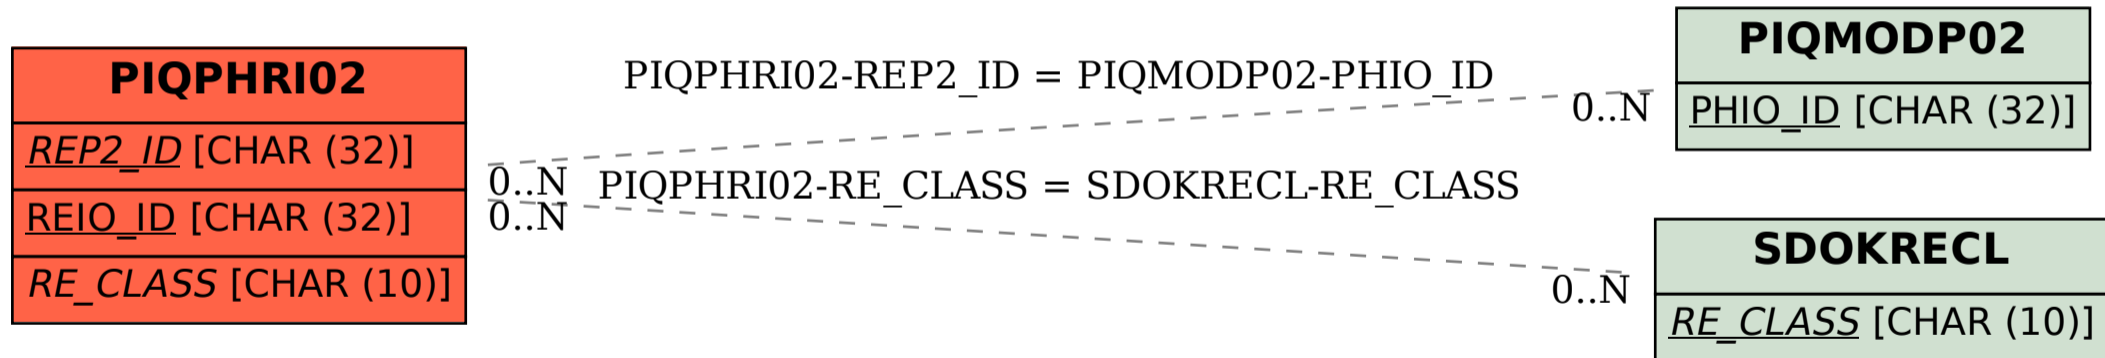 PIQPHRI02
REP2_ID [CHAR (32)]
REIO_ID [CHAR (32)]
RE_CLASS [CHAR (10)]
PIQPHRI02-REP2_ID = PIQMODP02-PHIO_ID
0..N
0..N
PIQPHRI02-RE_CLASS = SDOKRECL-RE_CLASS
0..N
0..N
PIQMODP02
PHIO_ID [CHAR (32)]
SDOKRECL
RE_CLASS [CHAR (10)]